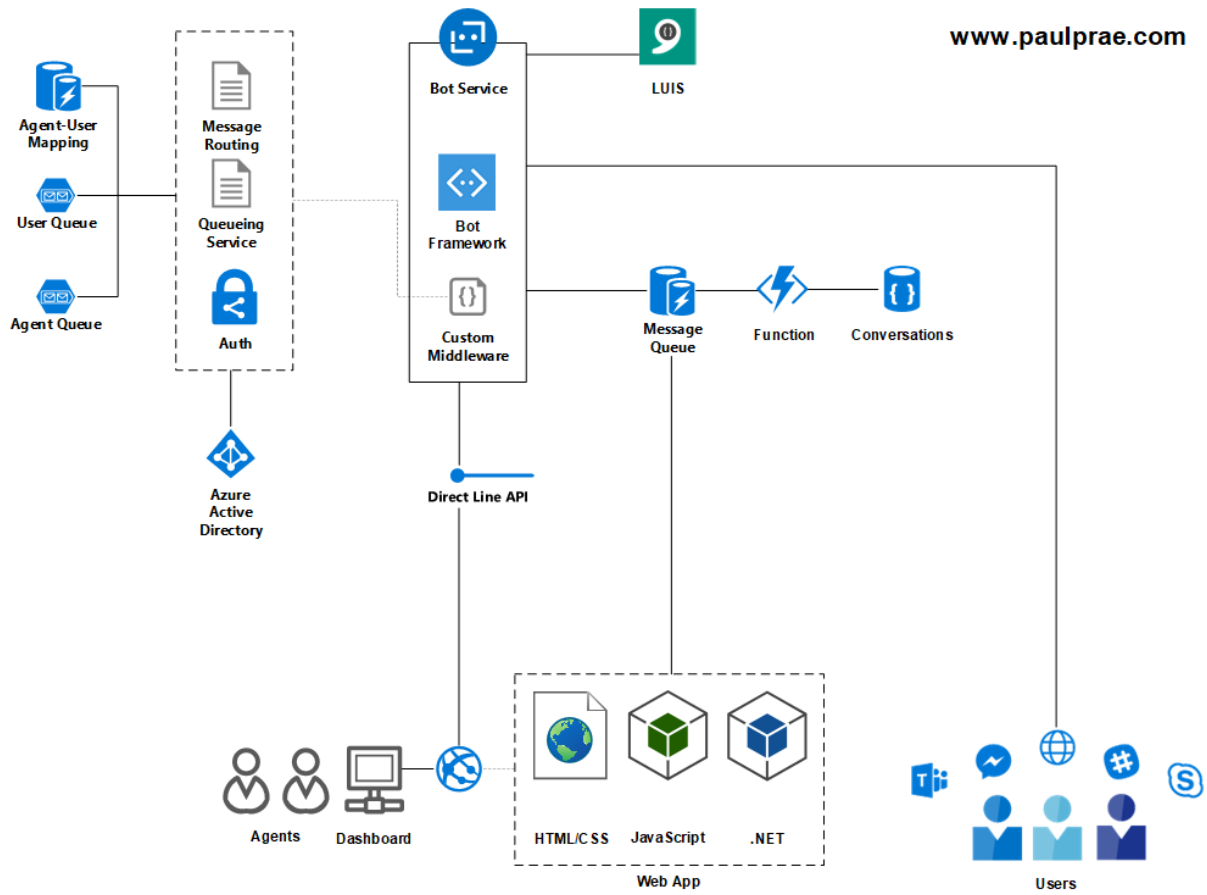 www.paulprae.com
Bot Service
LUIS
Agent-User
Mapping
Message
Routing
User Queue
Queueing
Service
Bot
Framework
Agent Queue
Auth
Custom
Middleware
Message
Queue
Function
Conversations
Azure
Active
Directory
Direct Line API
Agents
Dashboard
HTML/CSS
JavaScript
.NET
Web App
Users